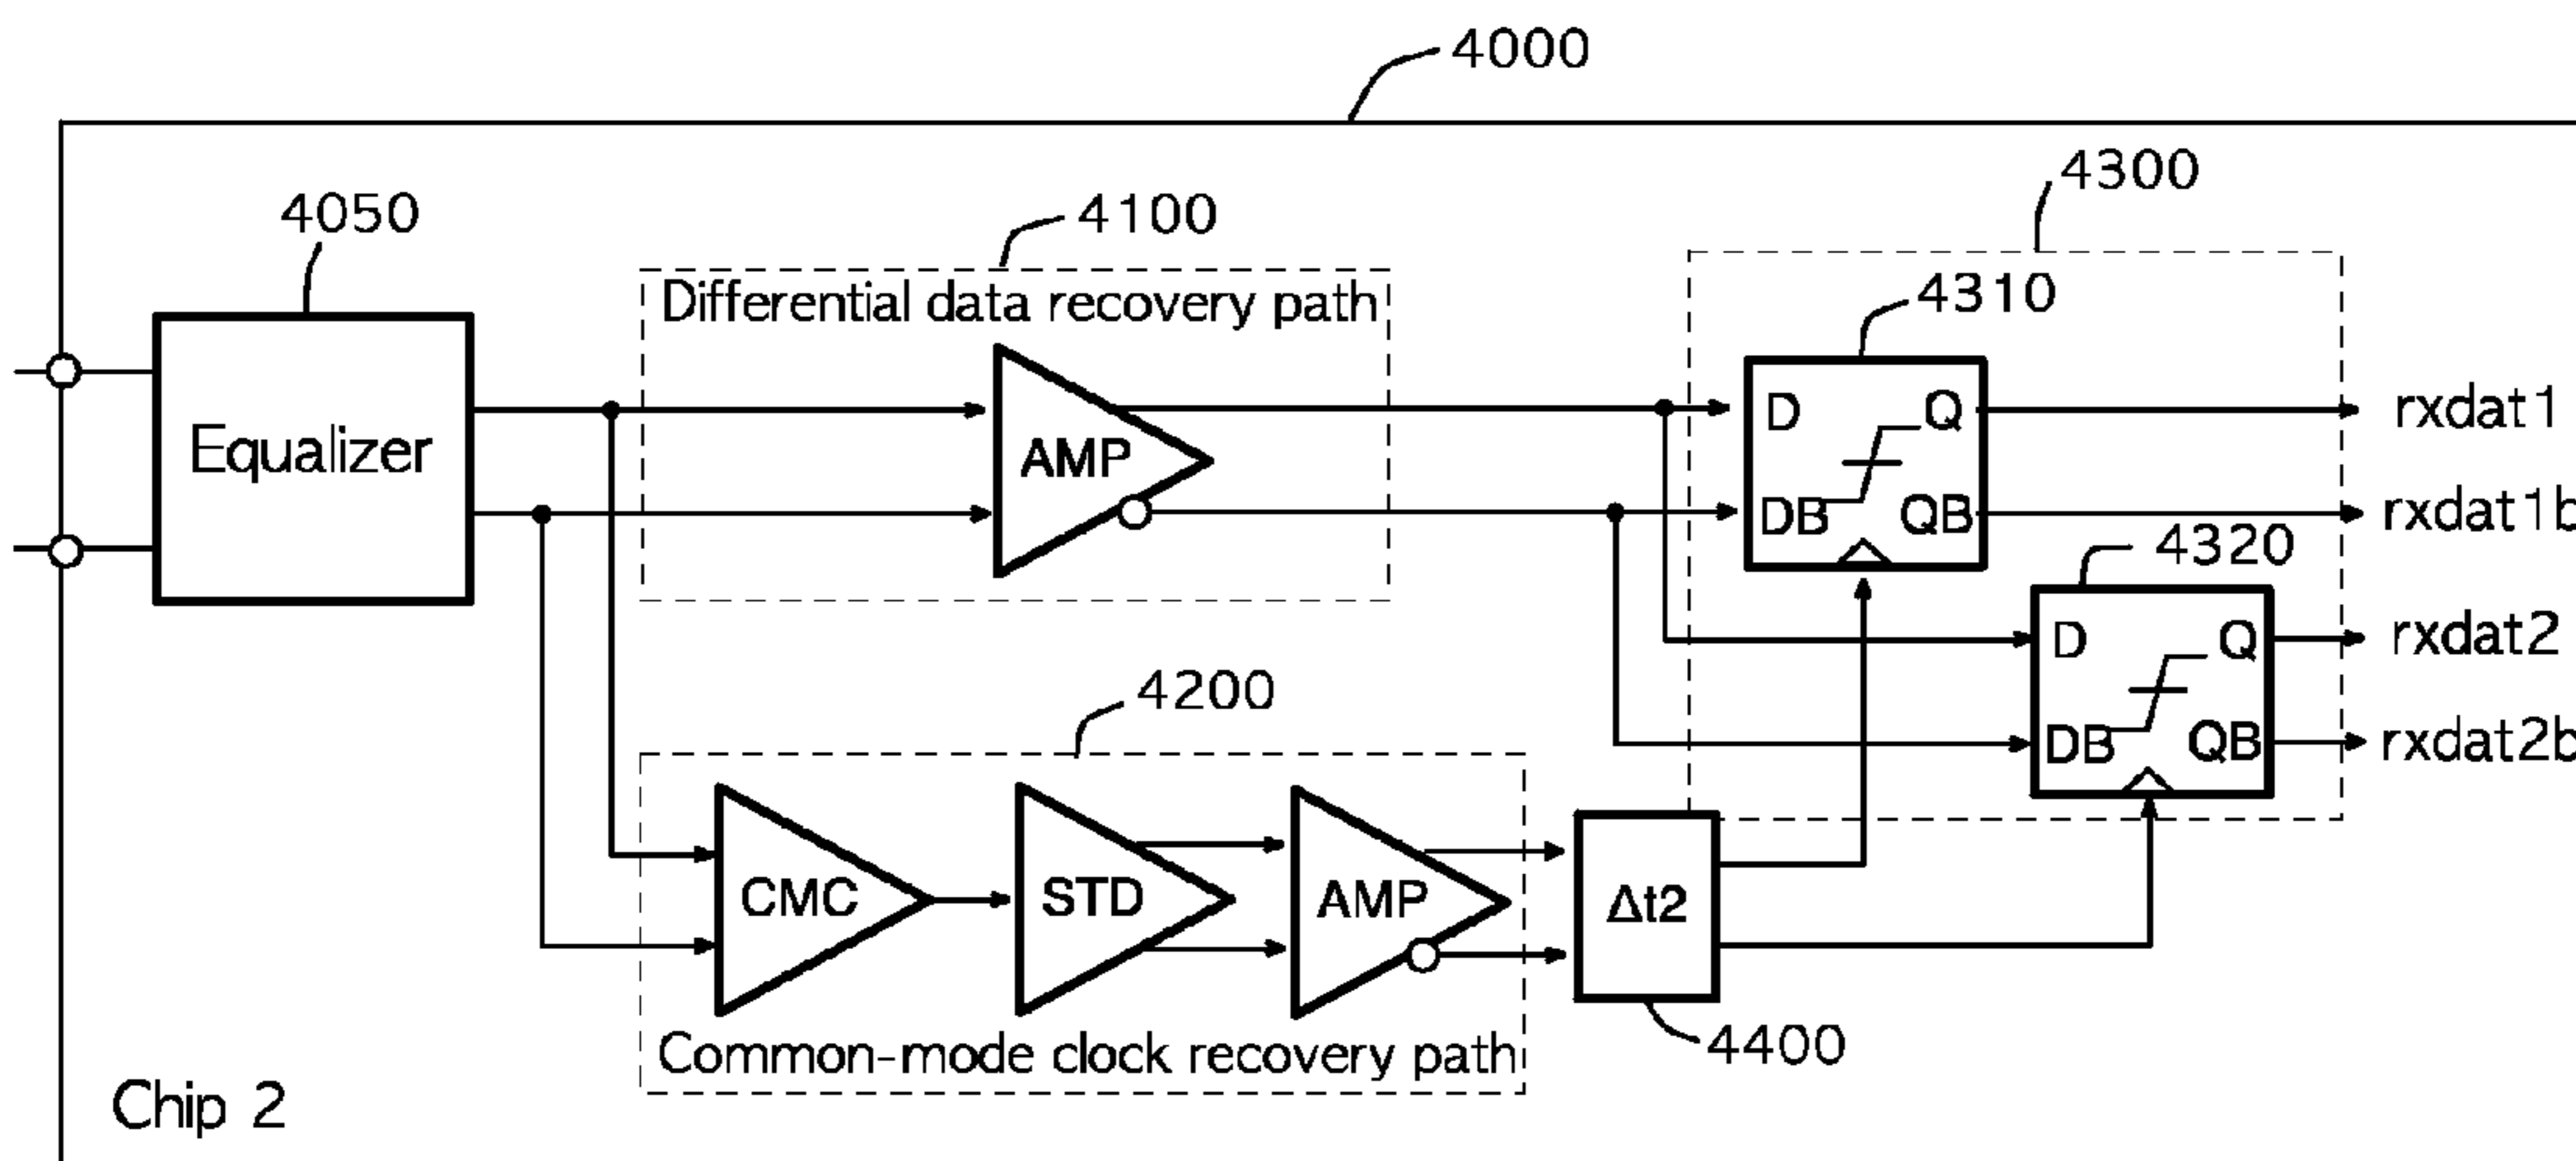 4000
4300
4050
4100
4310
Differential data recovery path
D
Q
rxdat1
Equalizer
AMP
DB
QB
rxdat1b
4320
D
Q
rxdat2
4200
DB
QB
rxdat2b
CMC
STD
AMP
Δt2
Common-mode clock recovery path
4400
Chip 2